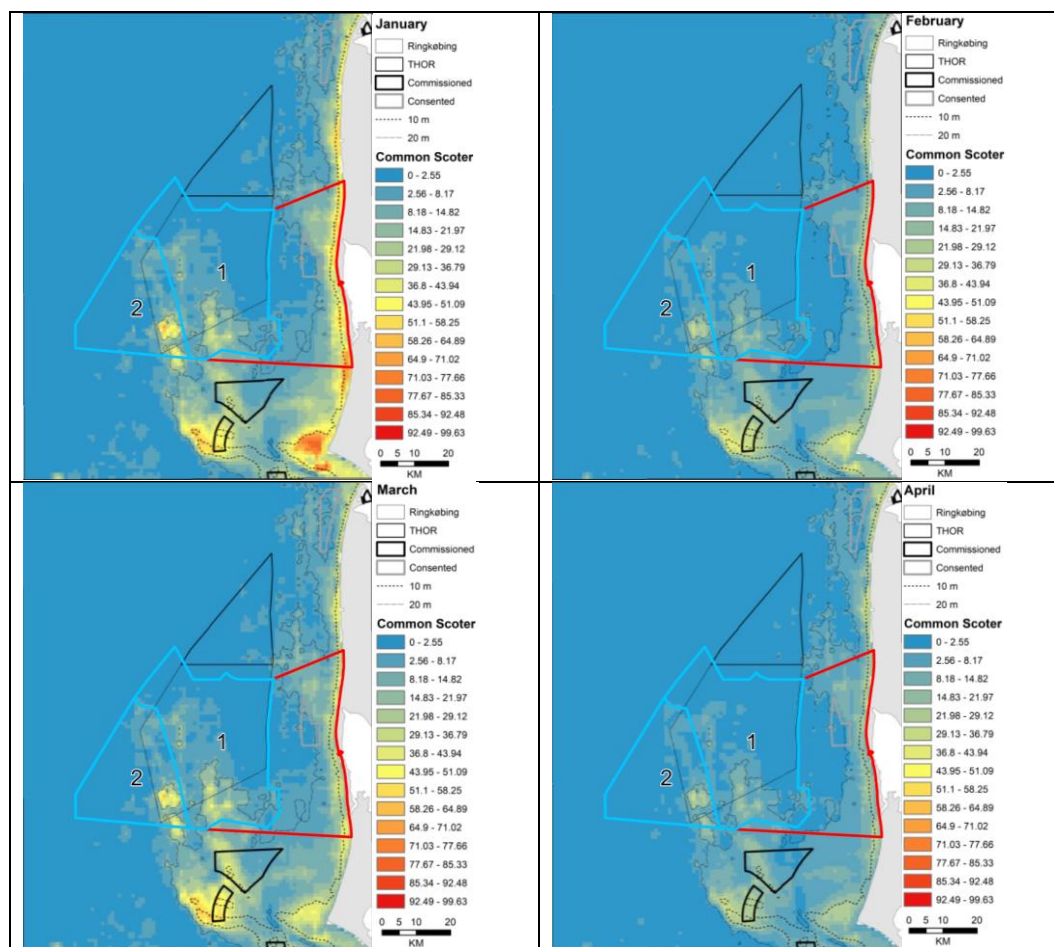 January
Ringkøbing
THOR
Commissioned
Consented
10 m
20 m
Common Scoter
0 - 2.55
2.56 - 8.17
8.18 - 14.82
14.83 - 21.97
21.98 - 29.12
29.13 - 36.79
36.8 - 43.94
43.95 - 51.09
51.1 - 58.25
58.26 - 64.89
64.9 - 71.02
71.03 - 77.66
77.67 - 85.33
85.34 - 92.48
92.49 - 99.63
0 5 10 20
KM
1
2
February
Ringkøbing
THOR
Commissioned
Consented
10 m
20 m
Common Scoter
0 - 2.55
2.56 - 8.17
8.18 - 14.82
14.83 - 21.97
21.98 - 29.12
29.13 - 36.79
36.8 - 43.94
43.95 - 51.09
51.1 - 58.25
58.26 - 64.89
64.9 - 71.02
71.03 - 77.66
77.67 - 85.33
85.34 - 92.48
92.49 - 99.63
0 5 10 20
KM
1
2
March
Ringkøbing
THOR
Commissioned
Consented
10 m
20 m
Common Scoter
0 - 2.55
2.56 - 8.17
8.18 - 14.82
14.83 - 21.97
21.98 - 29.12
29.13 - 36.79
36.8 - 43.94
43.95 - 51.09
51.1 - 58.25
58.26 - 64.89
64.9 - 71.02
71.03 - 77.66
77.67 - 85.33
85.34 - 92.48
92.49 - 99.63
0 5 10 20
KM
1
2
April
Ringkøbing
THOR
Commissioned
Consented
10 m
20 m
Common Scoter
0 - 2.55
2.56 - 8.17
8.18 - 14.82
14.83 - 21.97
21.98 - 29.12
29.13 - 36.79
36.8 - 43.94
43.95 - 51.09
51.1 - 58.25
58.26 - 64.89
64.9 - 71.02
71.03 - 77.66
77.67 - 85.33
85.34 - 92.48
92.49 - 99.63
0 5 10 20
KM
1
2